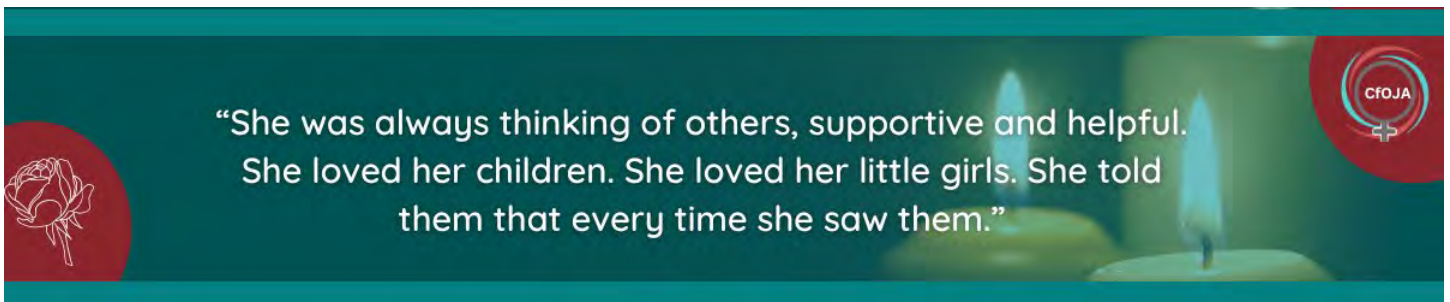 “She was always thinking of others, supportive and helpful.
She loved her children. She loved her little girls. She told
them that every time she saw them.”
CFOJA